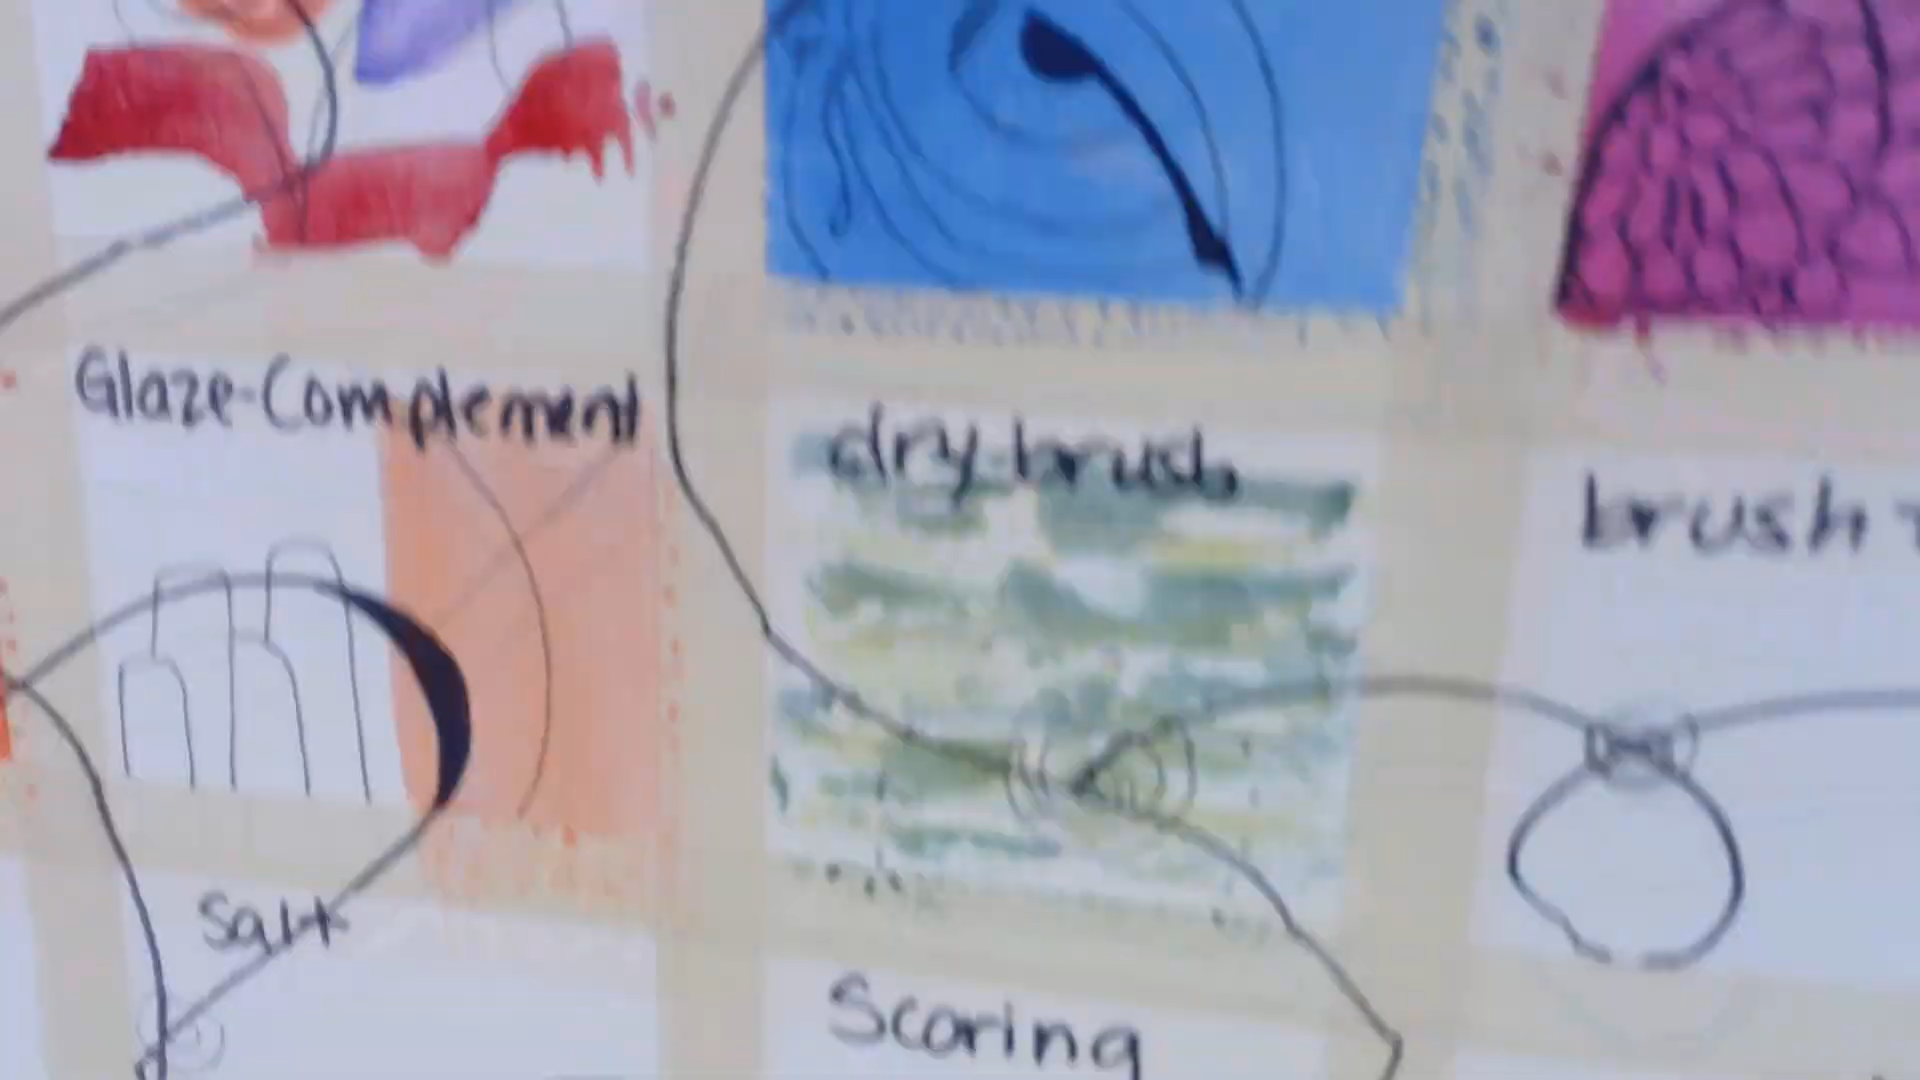 Glaze-Complement
dry brush
brush
Salt
Scoring